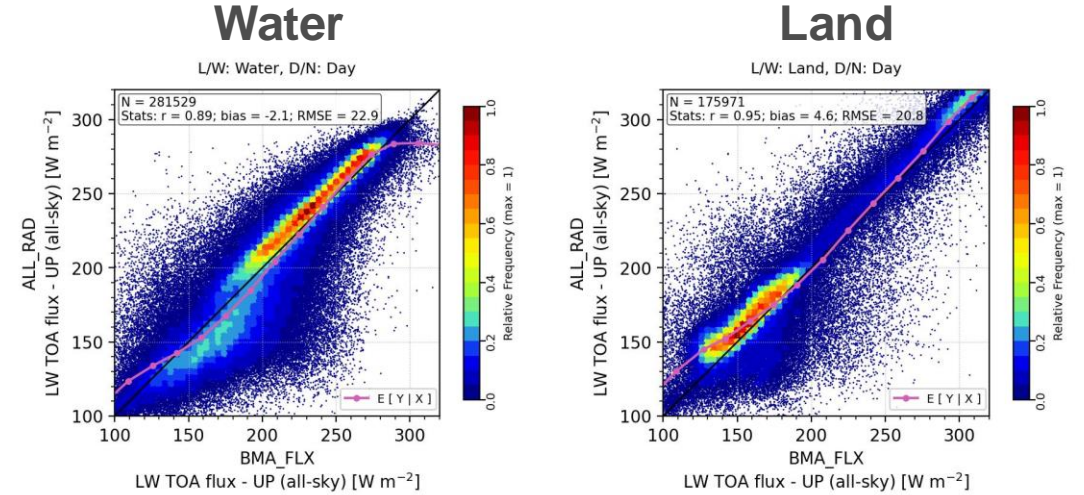 Water
L/W: Water, D/N: Day
N = 281529
Stats: r = 0.89; bias = -2.1; RMSE = 22.9
300
250
200
150
100
ALL_RAD
LW TOA flux - UP (all-sky) [W m⁻²]
E [ Y | X ]
100 150 200 250 300
BMA_FLX
LW TOA flux - UP (all-sky) [W m⁻²]
1.0
0.8
0.6
0.4
0.2
0.0
Relative Frequency (max = 1)
Land
L/W: Land, D/N: Day
N = 175971
Stats: r = 0.95; bias = 4.6; RMSE = 20.8
300
250
200
150
100
ALL_RAD
LW TOA flux - UP (all-sky) [W m⁻²]
E [ Y | X ]
100 150 200 250 300
BMA_FLX
LW TOA flux - UP (all-sky) [W m⁻²]
1.0
0.8
0.6
0.4
0.2
0.0
Relative Frequency (max = 1)